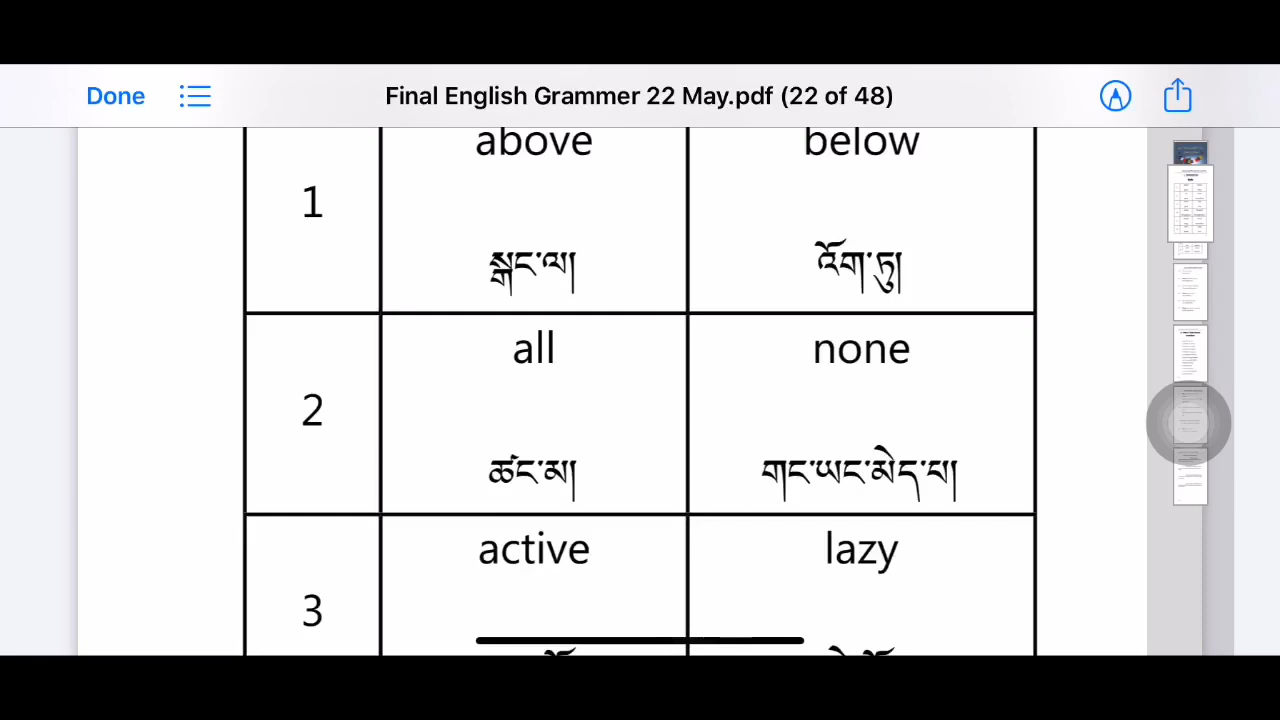 Done
Final English Grammer 22 May.pdf (22 of 48)
above below
1
སྒང་ལ། འོག་ཏུ།
all none
2
ཚང་མ། གང་ཡང་མེད་པ།
active lazy
3